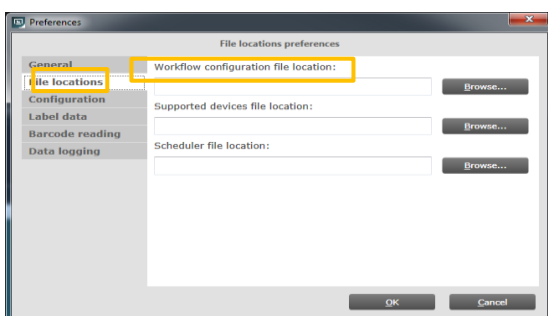 Preferences
File locations preferences
General
File locations
Configuration
Label data
Barcode reading
Data logging
Workflow configuration file location:
Browse...
Supported devices file location:
Browse...
Scheduler file location:
Browse...
OK
Cancel